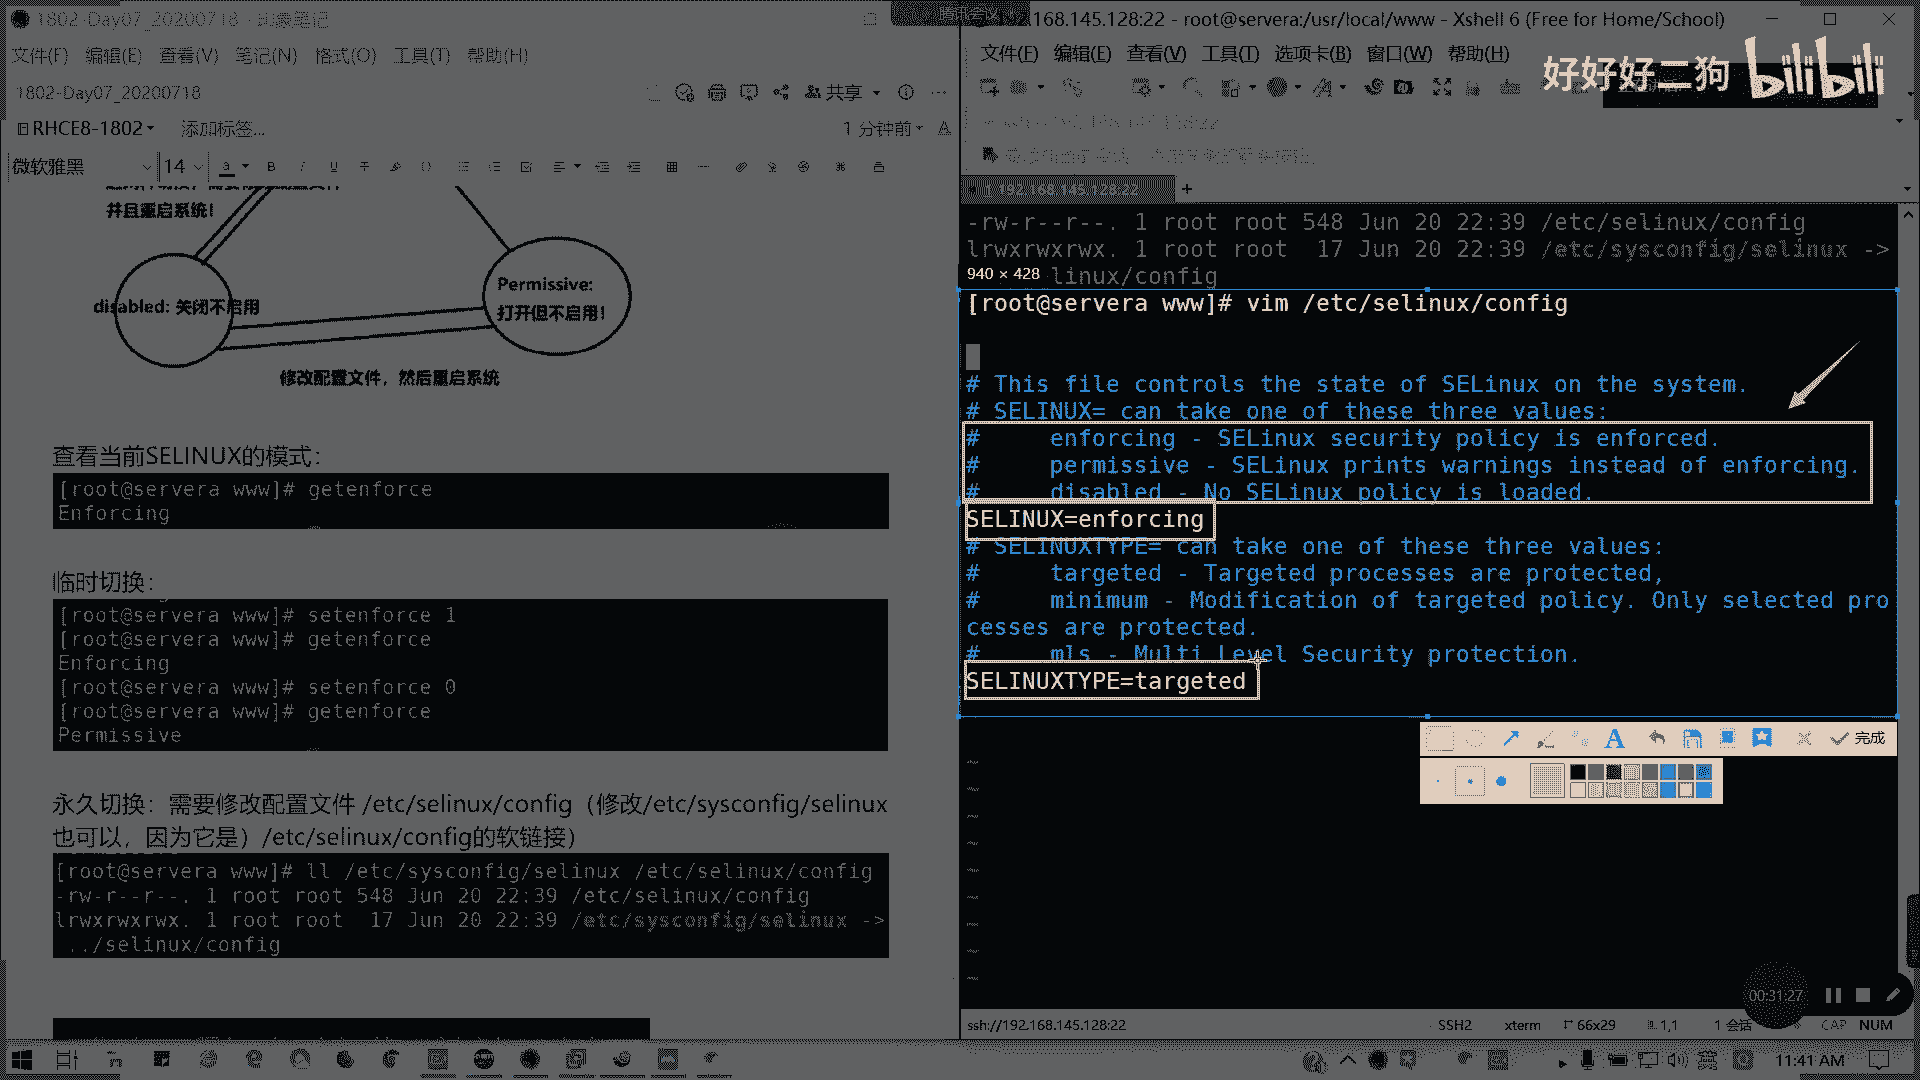 1802-Day07_20200718 - 印象笔记
文件(F) 编辑(E) 查看(V) 笔记(N) 格式(O) 工具(T) 帮助(H)
1802-Day07_20200718
共享
RHCE8-1802
添加标签...
1 分钟前
微软雅黑
14
并且重启系统!
disabled: 关闭不启用
Permissive:
打开但不启用!
修改配置文件, 然后重启系统
查看当前SELINUX的模式:
[root@servera www]# getenforce
Enforcing
临时切换:
[root@servera www]# setenforce 1
[root@servera www]# getenforce
Enforcing
[root@servera www]# setenforce 0
[root@servera www]# getenforce
Permissive
永久切换: 需要修改配置文件 /etc/selinux/config（修改/etc/sysconfig/selinux
也可以，因为它是）/etc/selinux/config的软链接）
[root@servera www]# ll /etc/sysconfig/selinux /etc/selinux/config
-rw-r--r--. 1 root root 548 Jun 20 22:39 /etc/selinux/config
lrwxrwxrwx. 1 root root  17 Jun 20 22:39 /etc/sysconfig/selinux ->
../selinux/config
.168.145.128:22 - root@servera:/usr/local/www - Xshell 6 (Free for Home/School)
文件(F) 编辑(E) 查看(V) 工具(T) 选项卡(B) 窗口(W) 帮助(H)
好好好二狗 bilibili
1 192.168.145.128:22
-rw-r--r--. 1 root root 548 Jun 20 22:39 /etc/selinux/config
lrwxrwxrwx. 1 root root  17 Jun 20 22:39 /etc/sysconfig/selinux ->
940 × 428
linux/config
[root@servera www]# vim /etc/selinux/config
# This file controls the state of SELinux on the system.
# SELINUX= can take one of these three values:
#     enforcing - SELinux security policy is enforced.
#     permissive - SELinux prints warnings instead of enforcing.
#     disabled - No SELinux policy is loaded.
SELINUX=enforcing
# SELINUXTYPE= can take one of these three values:
#     targeted - Targeted processes are protected,
#     minimum - Modification of targeted policy. Only selected pro
cesses are protected.
#     mls - Multi Level Security protection.
SELINUXTYPE=targeted
完成
00:31:27
ssh://192.168.145.128:22
SSH2
xterm
66x29
1,1
1 会话
CAP
NUM
英
11:41 AM